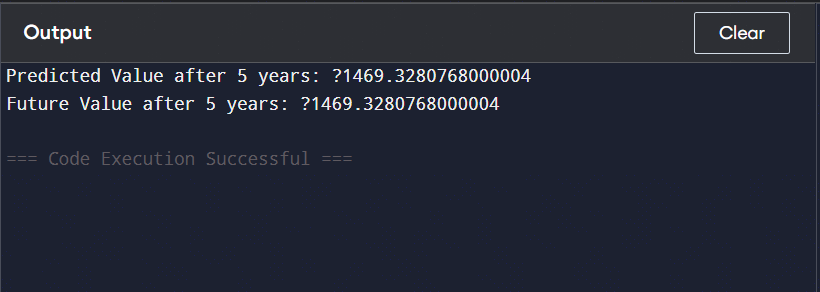 Output
Clear
Predicted Value after 5 years: ?1469.3280768000004
Future Value after 5 years: ?1469.3280768000004
=== Code Execution Successful ===